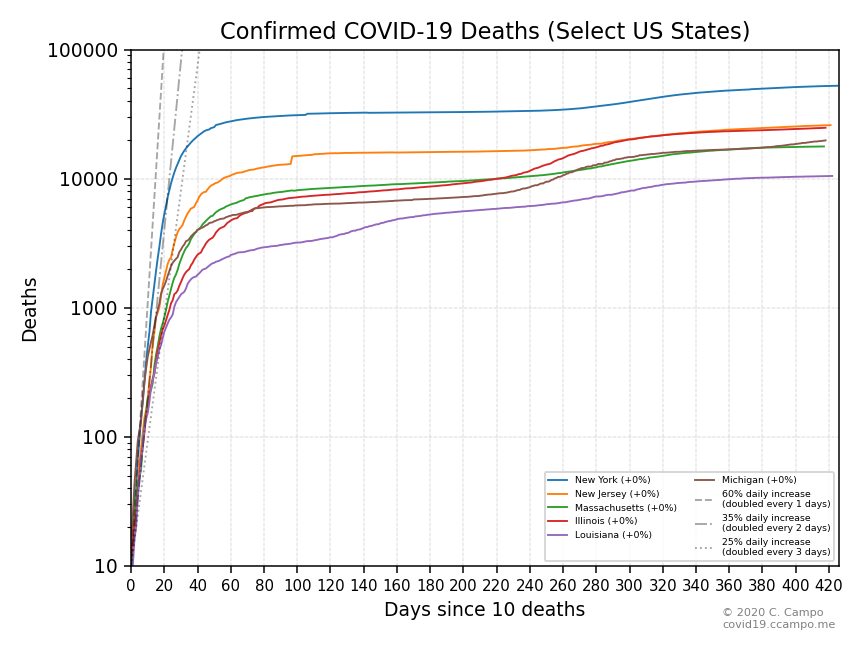 Confirmed COVID-19 Deaths (Select US States)
100000
10000
1000
100
10
Deaths
0 20 40 60 80 100 120 140 160 180 200 220 240 260 280 300 320 340 360 380 400 420
Days since 10 deaths
New York (+0%)
New Jersey (+0%)
Massachusetts (+0%)
Illinois (+0%)
Louisiana (+0%)
Michigan (+0%)
60% daily increase
(doubled every 1 days)
35% daily increase
(doubled every 2 days)
25% daily increase
(doubled every 3 days)
© 2020 C. Campo
covid19.ccampo.me